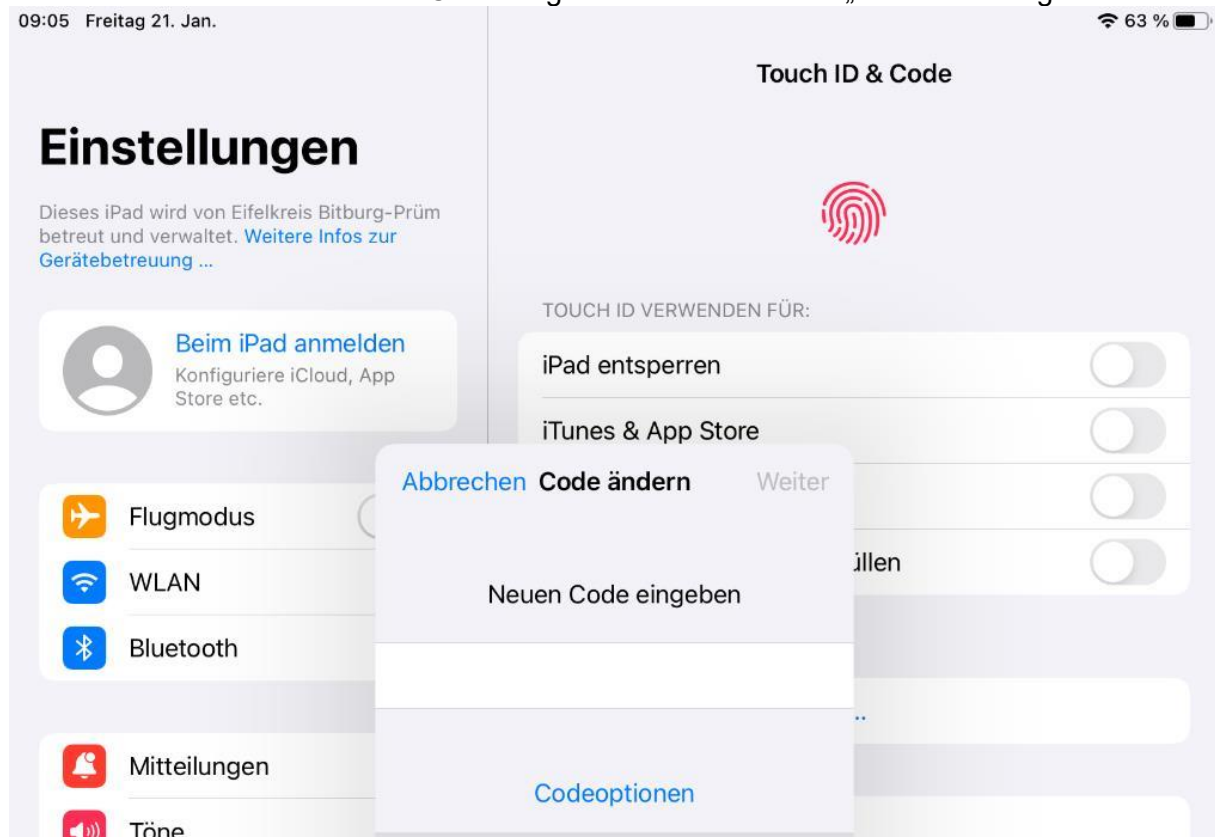 09:05 Freitag 21. Jan.
63 %
Touch ID & Code
Einstellungen
Dieses iPad wird von Eifelkreis Bitburg-Prüm
betreut und verwaltet. Weitere Infos zur
Gerätebetreuung ...
TOUCH ID VERWENDEN FÜR:
Beim iPad anmelden
Konfiguriere iCloud, App
Store etc.
iPad entsperren
iTunes & App Store
Abbrechen Code ändern Weiter
Flugmodus
üllen
WLAN
Neuen Code eingeben
Bluetooth
..
Mitteilungen
Codeoptionen
Töne